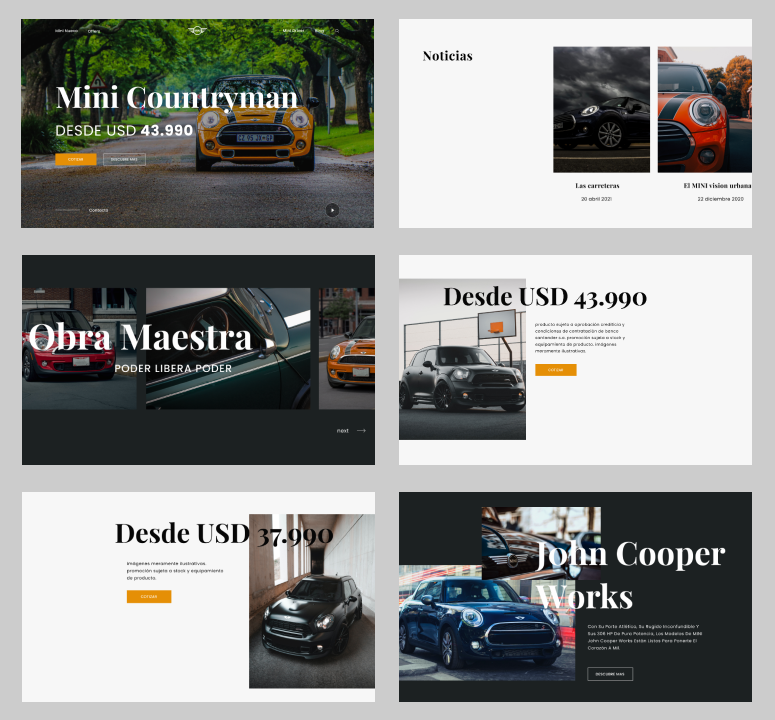 Mini Nuevo Offers
Mini Urban Blog
Mini Countryman
DESDE USD 43.990
COTIZAR DESCUBRE MAS
Contacto
Noticias
Las carreteras
20 abril 2021
El MINI vision urbana
22 diciembre 2020
Obra Maestra
PODER LIBERA PODER
next
Desde USD 43.990
producto sujeto a aprobacion crediticia y
condiciones de contratación de banco
santander s.a. promoción sujeta a stock y
equipamiento de producto. imágenes
meramente ilustrativas.
COTIZAR
Desde USD 37.990
imágenes meramente ilustrativas.
promoción sujeta a stock y equipamiento
de producto.
COTIZAR
John Cooper
Works
Con Su Porte Atlético, Su Rugido Inconfundible Y
Sus 306 HP De Pura Potencia, Los Modelos De MINI
John Cooper Works Están Listos Para Ponerte El
Corazón A Mil
DESCUBRE MAS